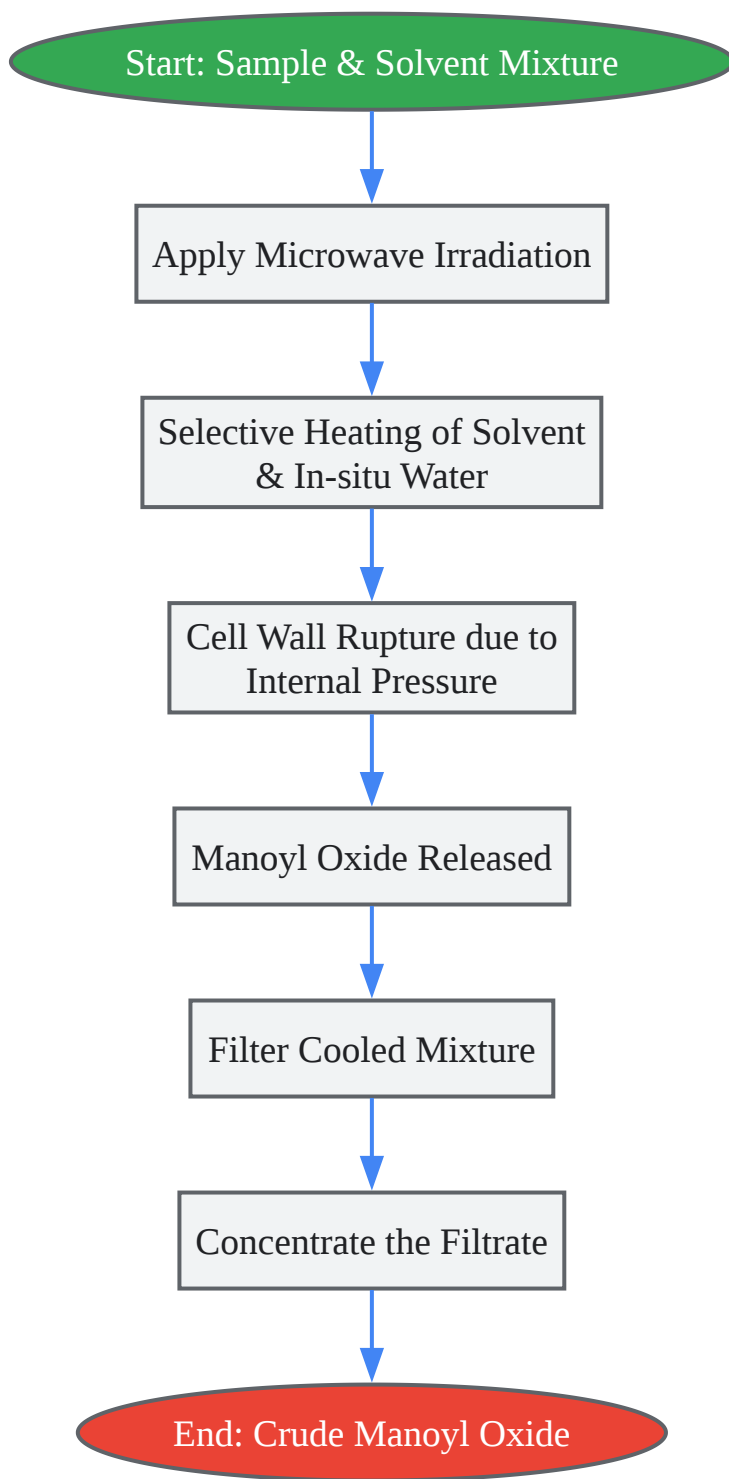 Start: Sample & Solvent Mixture
Apply Microwave Irradiation
Selective Heating of Solvent
& In-situ Water
Cell Wall Rupture due to
Internal Pressure
Manoyl Oxide Released
Filter Cooled Mixture
Concentrate the Filtrate
End: Crude Manoyl Oxide